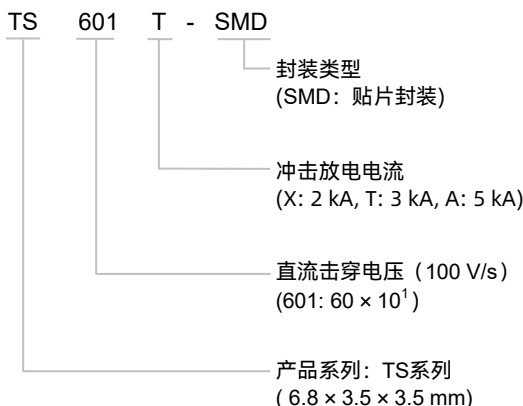 TS 601 T - SMD
封装类型
(SMD：贴片封装)
冲击放电电流
(X: 2 kA, T: 3 kA, A: 5 kA)
直流击穿电压（100 V/s）
(601: 60 × 10¹)
产品系列：TS系列
( 6.8 × 3.5 × 3.5 mm)